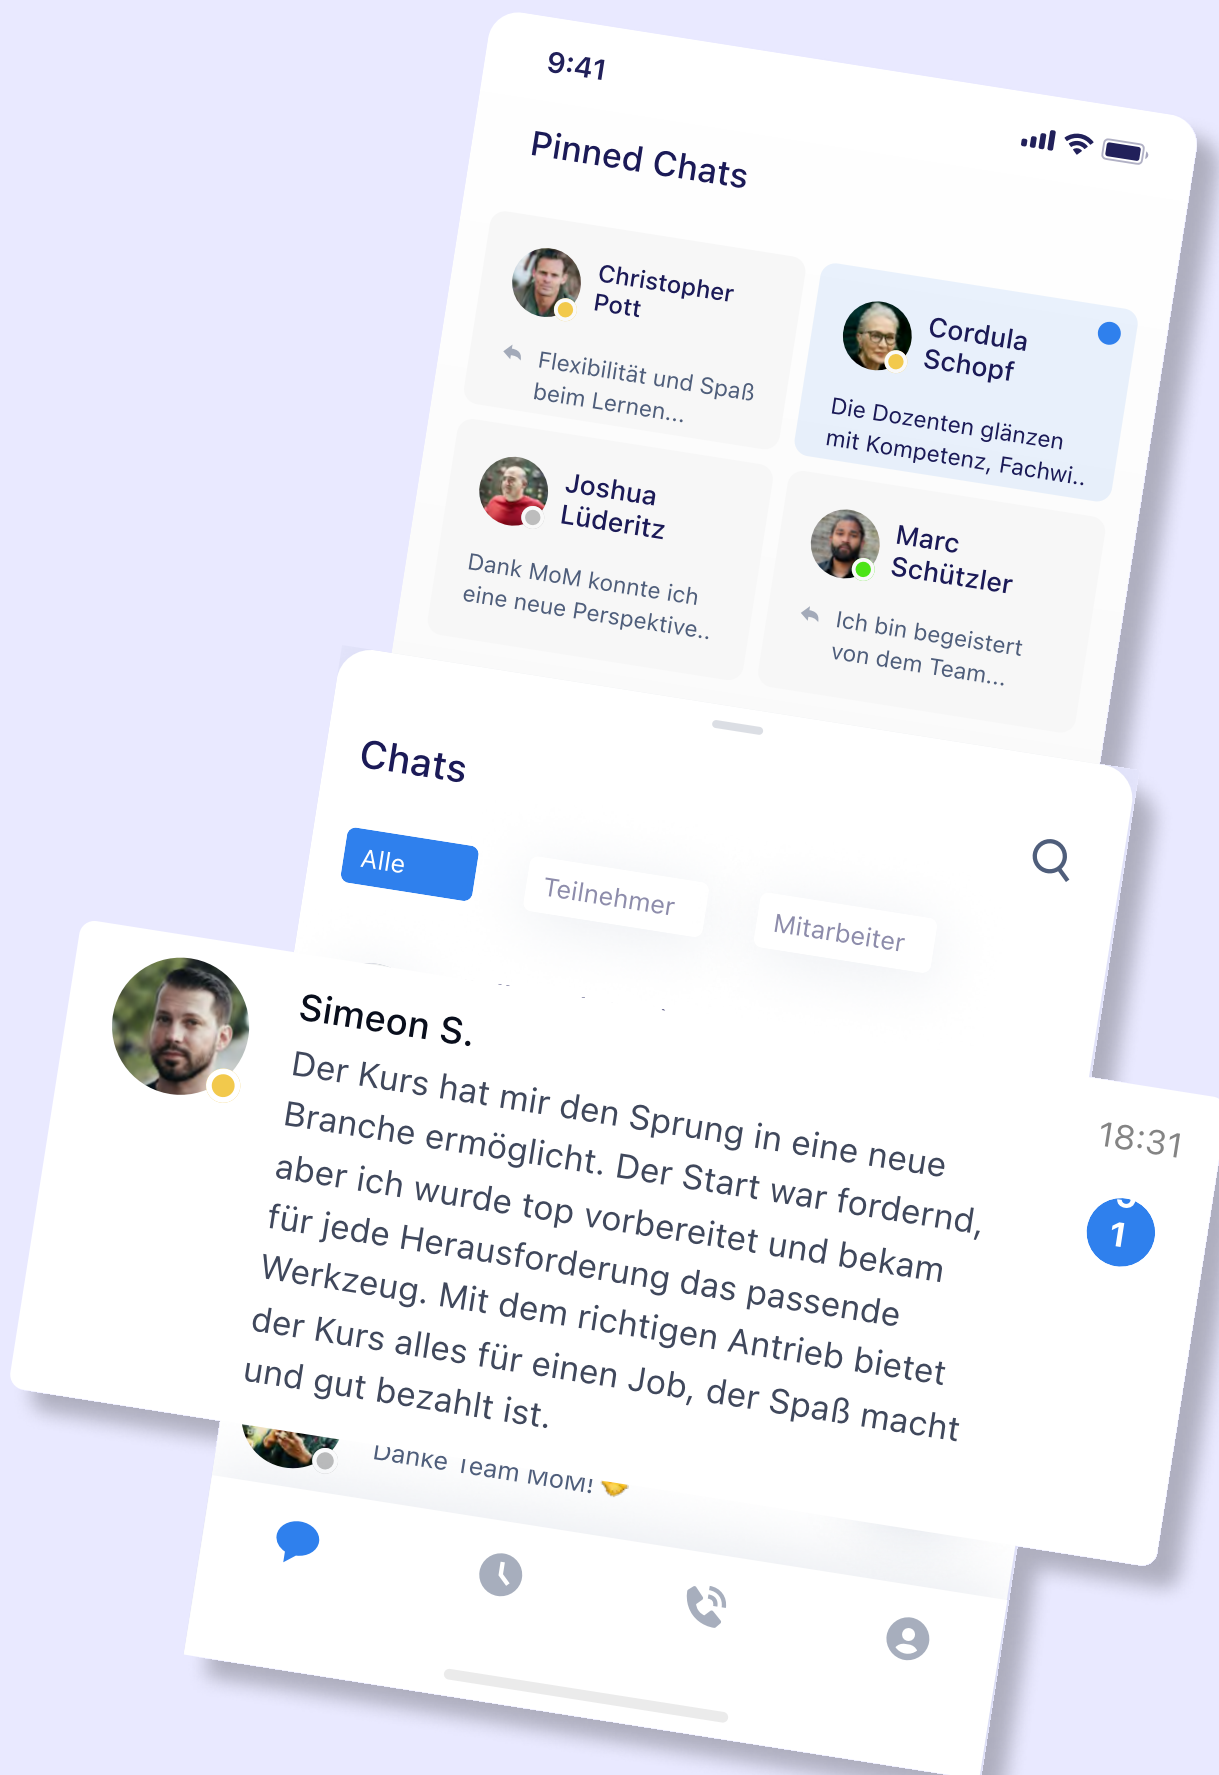 9:41
Pinned Chats
Christopher
Pott
Flexibilität und Spaß
beim Lernen...
Cordula
Schopf
Die Dozenten glänzen
mit Kompetenz, Fachwi..
Joshua
Lüderitz
Dank MoM konnte ich
eine neue Perspektive..
Marc
Schützler
Ich bin begeistert
von dem Team...
Chats
Alle
Teilnehmer
Mitarbeiter
Simeon S.
18:31
Der Kurs hat mir den Sprung in eine neue
Branche ermöglicht. Der Start war fordernd,
aber ich wurde top vorbereitet und bekam
für jede Herausforderung das passende
Werkzeug. Mit dem richtigen Antrieb bietet
der Kurs alles für einen Job, der Spaß macht
und gut bezahlt ist.
1
Danke Team MoM! 🤝